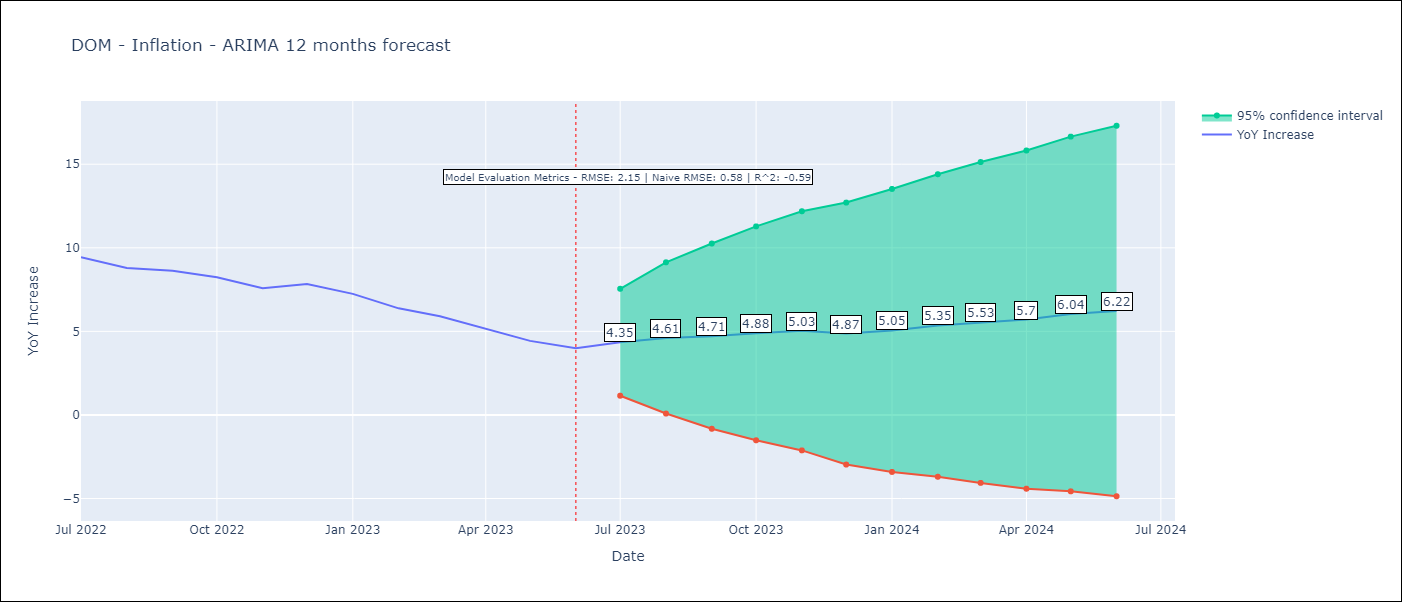 DOM - Inflation - ARIMA 12 months forecast
95% confidence interval
YoY Increase
Model Evaluation Metrics - RMSE: 2.15 | Naive RMSE: 0.58 | R^2: -0.59
15
10
5
0
−5
YoY Increase
4.35
4.61
4.71
4.88
5.03
4.87
5.05
5.35
5.53
5.7
6.04
6.22
Jul 2022
Oct 2022
Jan 2023
Apr 2023
Jul 2023
Oct 2023
Jan 2024
Apr 2024
Jul 2024
Date